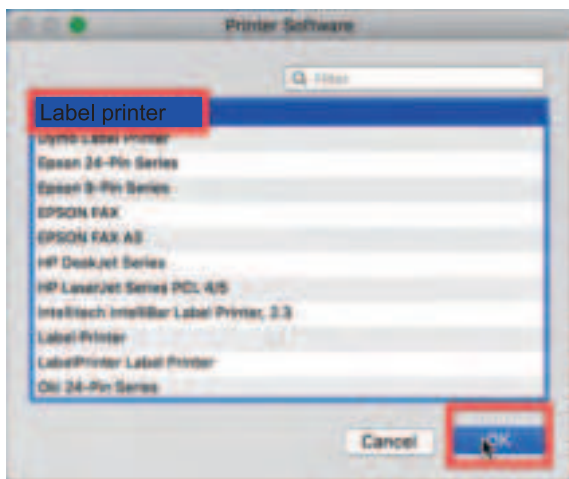 Printer Software
Filter
Label printer
Dymo Label Printer
Epson 24-Pin Series
Epson 9-Pin Series
EPSON FAX
EPSON FAX A3
HP Deskjet Series
HP LaserJet Series PCL 4/5
Intellitech IntelliBar Label Printer, 2.3
Label Printer
LabelPrinter Label Printer
Oki 24-Pin Series
Cancel
OK